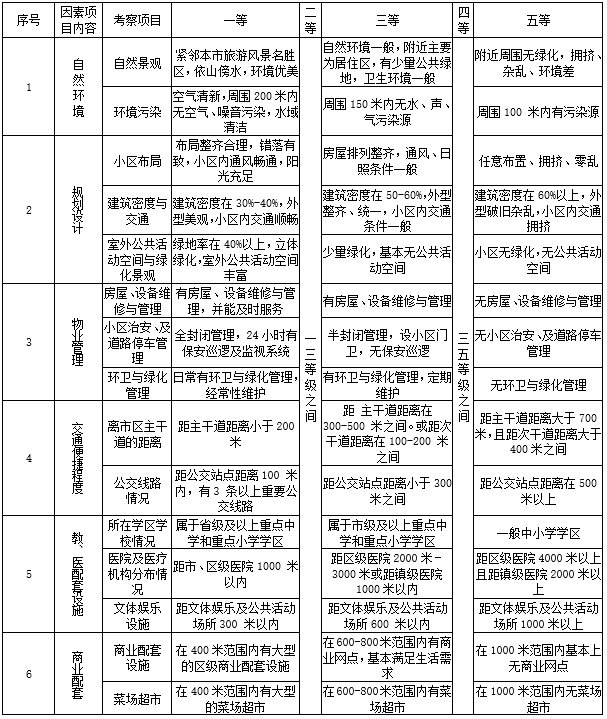 序号 因素项目内容 考察项目 一等 二等 三等 四等 五等
1 自然环境
自然景观
紧邻本市旅游风景名胜区，依山傍水，环境优美
自然环境一般，附近主要为居住区，有少量公共绿地，卫生环境一般
附近周围无绿化，拥挤、杂乱、环境差
环境污染
空气清新，周围 200 米内无空气、噪音污染，水域清洁
周围 150 米内无水、声、气污染源
周围 100 米内有污染源
2 规划设计
小区布局
布局整齐合理，错落有致，小区内通风畅通，阳光充足
房屋排列整齐，通风、日照条件一般
任意布置、拥挤、零乱
建筑密度与交通
建筑密度在 30%-40%，外型美观，小区内交通顺畅
建筑密度在 50-60%，外型整齐、统一，小区内交通条件一般
建筑密度在 60%以上，外型破旧杂乱，小区内交通拥挤
室外公共活动空间与绿化景观
绿地率在 40%以上，立体绿化，室外公共活动空间丰富
少量绿化，基本无公共活动空间
小区无绿化，无公共活动空间
3 物业管理
房屋、设备维修与管理
有房屋、设备维修与管理，并能及时服务
有房屋、设备维修与管理
无房屋、设备维修与管理
小区治安、及道路停车管理
全封闭管理，24 小时有保安巡逻及监视系统
半封闭管理，设小区门卫，无保安巡逻
无小区治安、及道路停车管理
环卫与绿化管理
日常有环卫与绿化管理，经常性维护
有环卫与绿化管理，定期维护
无环卫与绿化管理
一三等级之间
三五等级之间
4 交通便捷程度
离市区主干道的距离
距主干道距离小于 200 米
距 主干道距离在 300-500 米之间。或距次干道距离在 100-200 米之间
距主干道距离大于 700 米，且距次干道距离大于 400 米之间
公交线路情况
距公交站点距离 100 米内，有 3 条以上重要公交线路
距公交站点距离小于 300 米之间
距公交站点距离在 500 米以上
5 教、医配套设施
所在学区学校情况
属于省级及以上重点中学和重点小学学区
属于市级及以上重点中学和重点小学学区
一般中小学学区
医院及医疗机构分布情况
距市、区级医院 1000 米以内
距区级医院 2000 米-3000 米或距镇级医院 1000 米以内
距区级医院 4000 米以上且距镇级医院 2000 米以上
文体娱乐设施
距文体娱乐及公共活动场所 300 米以内
距文体娱乐及公共活动场所 600 米以内
距文体娱乐及公共活动场所 1000 米以上
6 商业配套
商业配套设施
在 400 米范围内有大型的区级商业配套设施
在 600-800 米范围内有商业网点，基本满足生活需求
在 1000 米范围内基本上无商业网点
菜场超市
在 400 米范围内有大型的菜场超市
在 600-800 米范围内有菜场超市
在 1000 米范围内无菜场超市